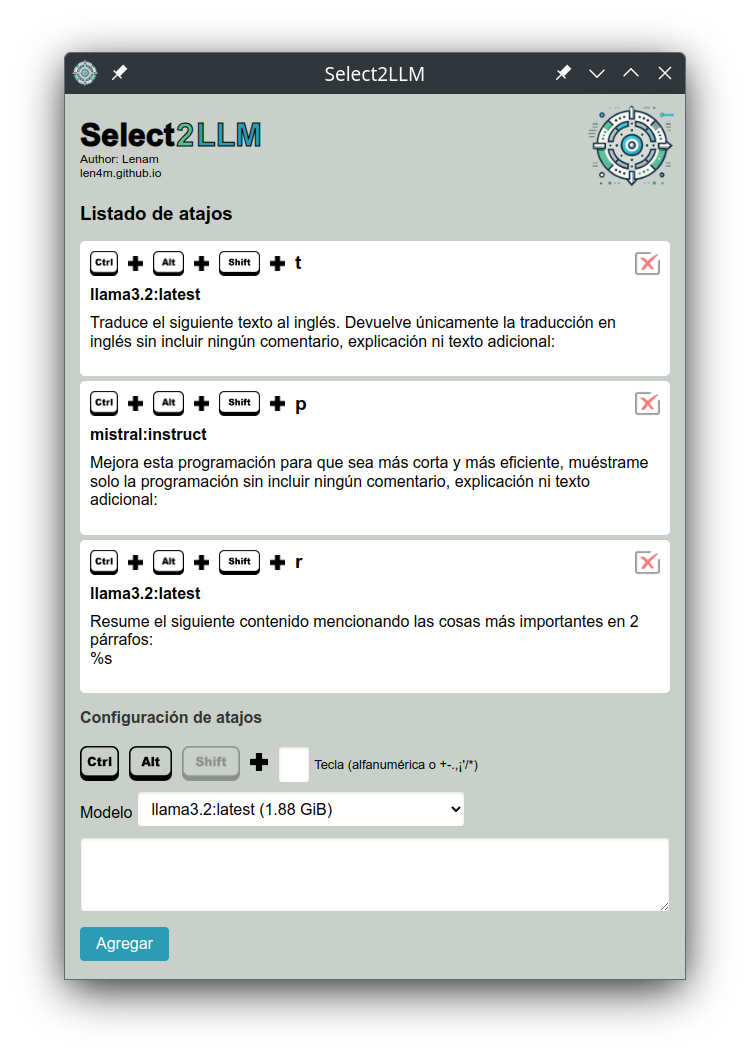 Select2LLM
Select2LLM
Author: Lenam
len4m.github.io
Listado de atajos
Ctrl + Alt + Shift + t
llama3.2:latest
Traduce el siguiente texto al inglés. Devuelve únicamente la traducción en
inglés sin incluir ningún comentario, explicación ni texto adicional:
Ctrl + Alt + Shift + p
mistral:instruct
Mejora esta programación para que sea más corta y más eficiente, muéstrame
solo la programación sin incluir ningún comentario, explicación ni texto
adicional:
Ctrl + Alt + Shift + r
llama3.2:latest
Resume el siguiente contenido mencionando las cosas más importantes en 2
párrafos:
%s
Configuración de atajos
Ctrl Alt Shift + Tecla (alfanumérica o +-.,¡'/*)
Modelo llama3.2:latest (1.88 GiB)
Agregar